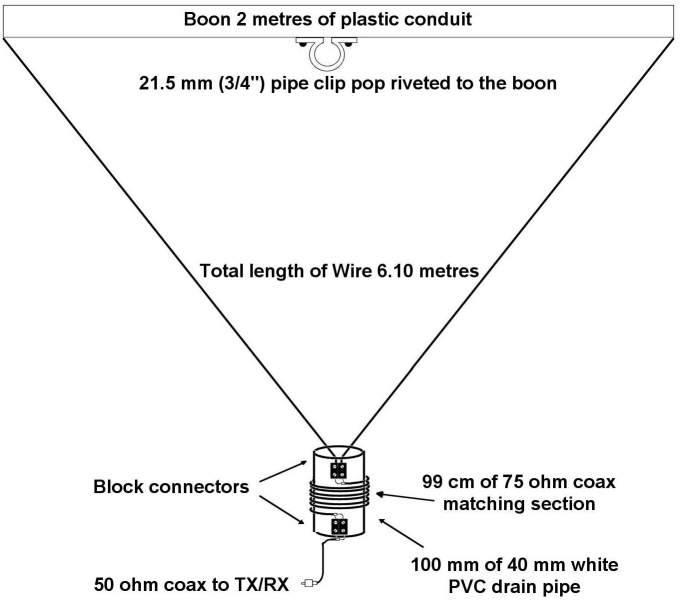 Boon 2 metres of plastic conduit
21.5 mm (3/4") pipe clip pop riveted to the boon
Total length of Wire 6.10 metres
Block connectors
99 cm of 75 ohm coax
matching section
100 mm of 40 mm white
PVC drain pipe
50 ohm coax to TX/RX